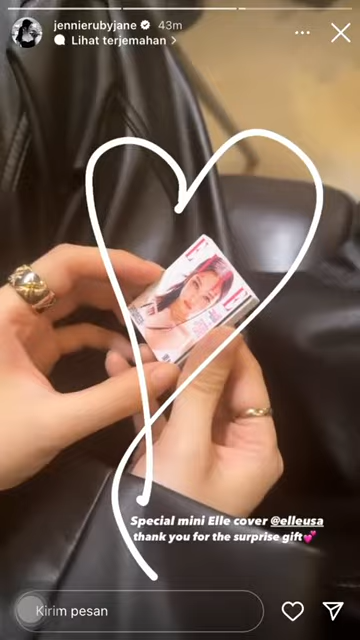 jennierubyjane 43m
Lihat terjemahan >
ELLE
Special mini Elle cover @elleusa
thank you for the surprise gift💕
Kirim pesan